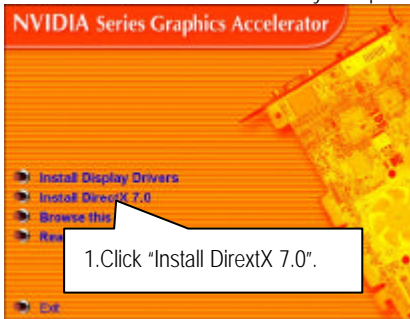 NVIDIA Series Graphics Accelerator
Install Display Drivers
Install DirectX 7.0
Browse this
1.Click "Install DirextX 7.0".
Exit